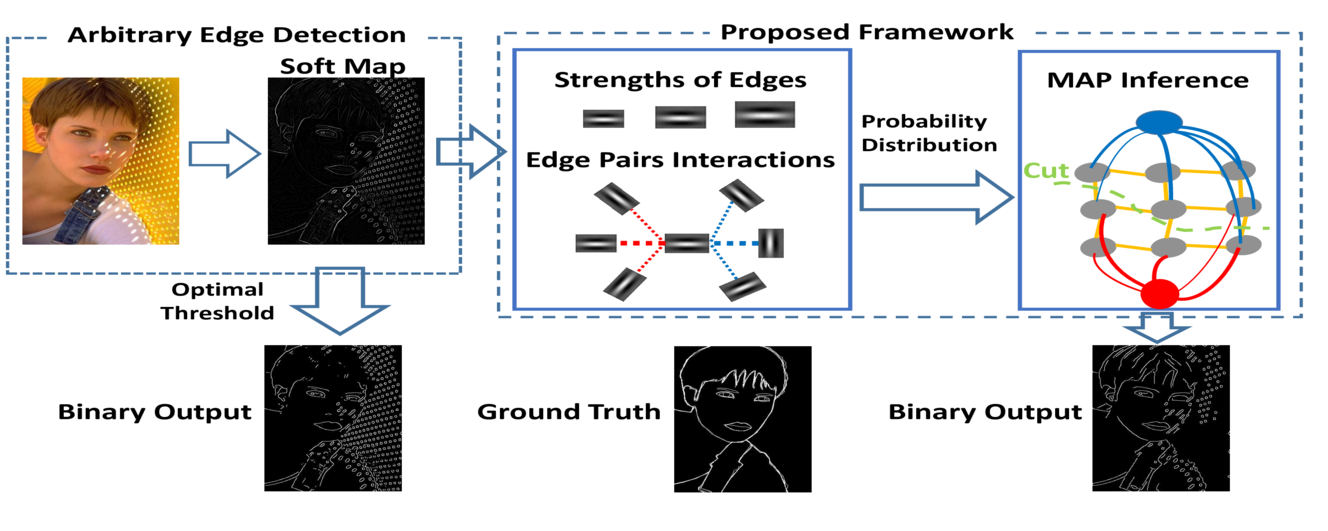 Arbitrary Edge Detection
Soft Map
Optimal
Threshold
Binary Output
Proposed Framework
Strengths of Edges
Edge Pairs Interactions
Probability
Distribution
MAP Inference
Cut
Ground Truth
Binary Output